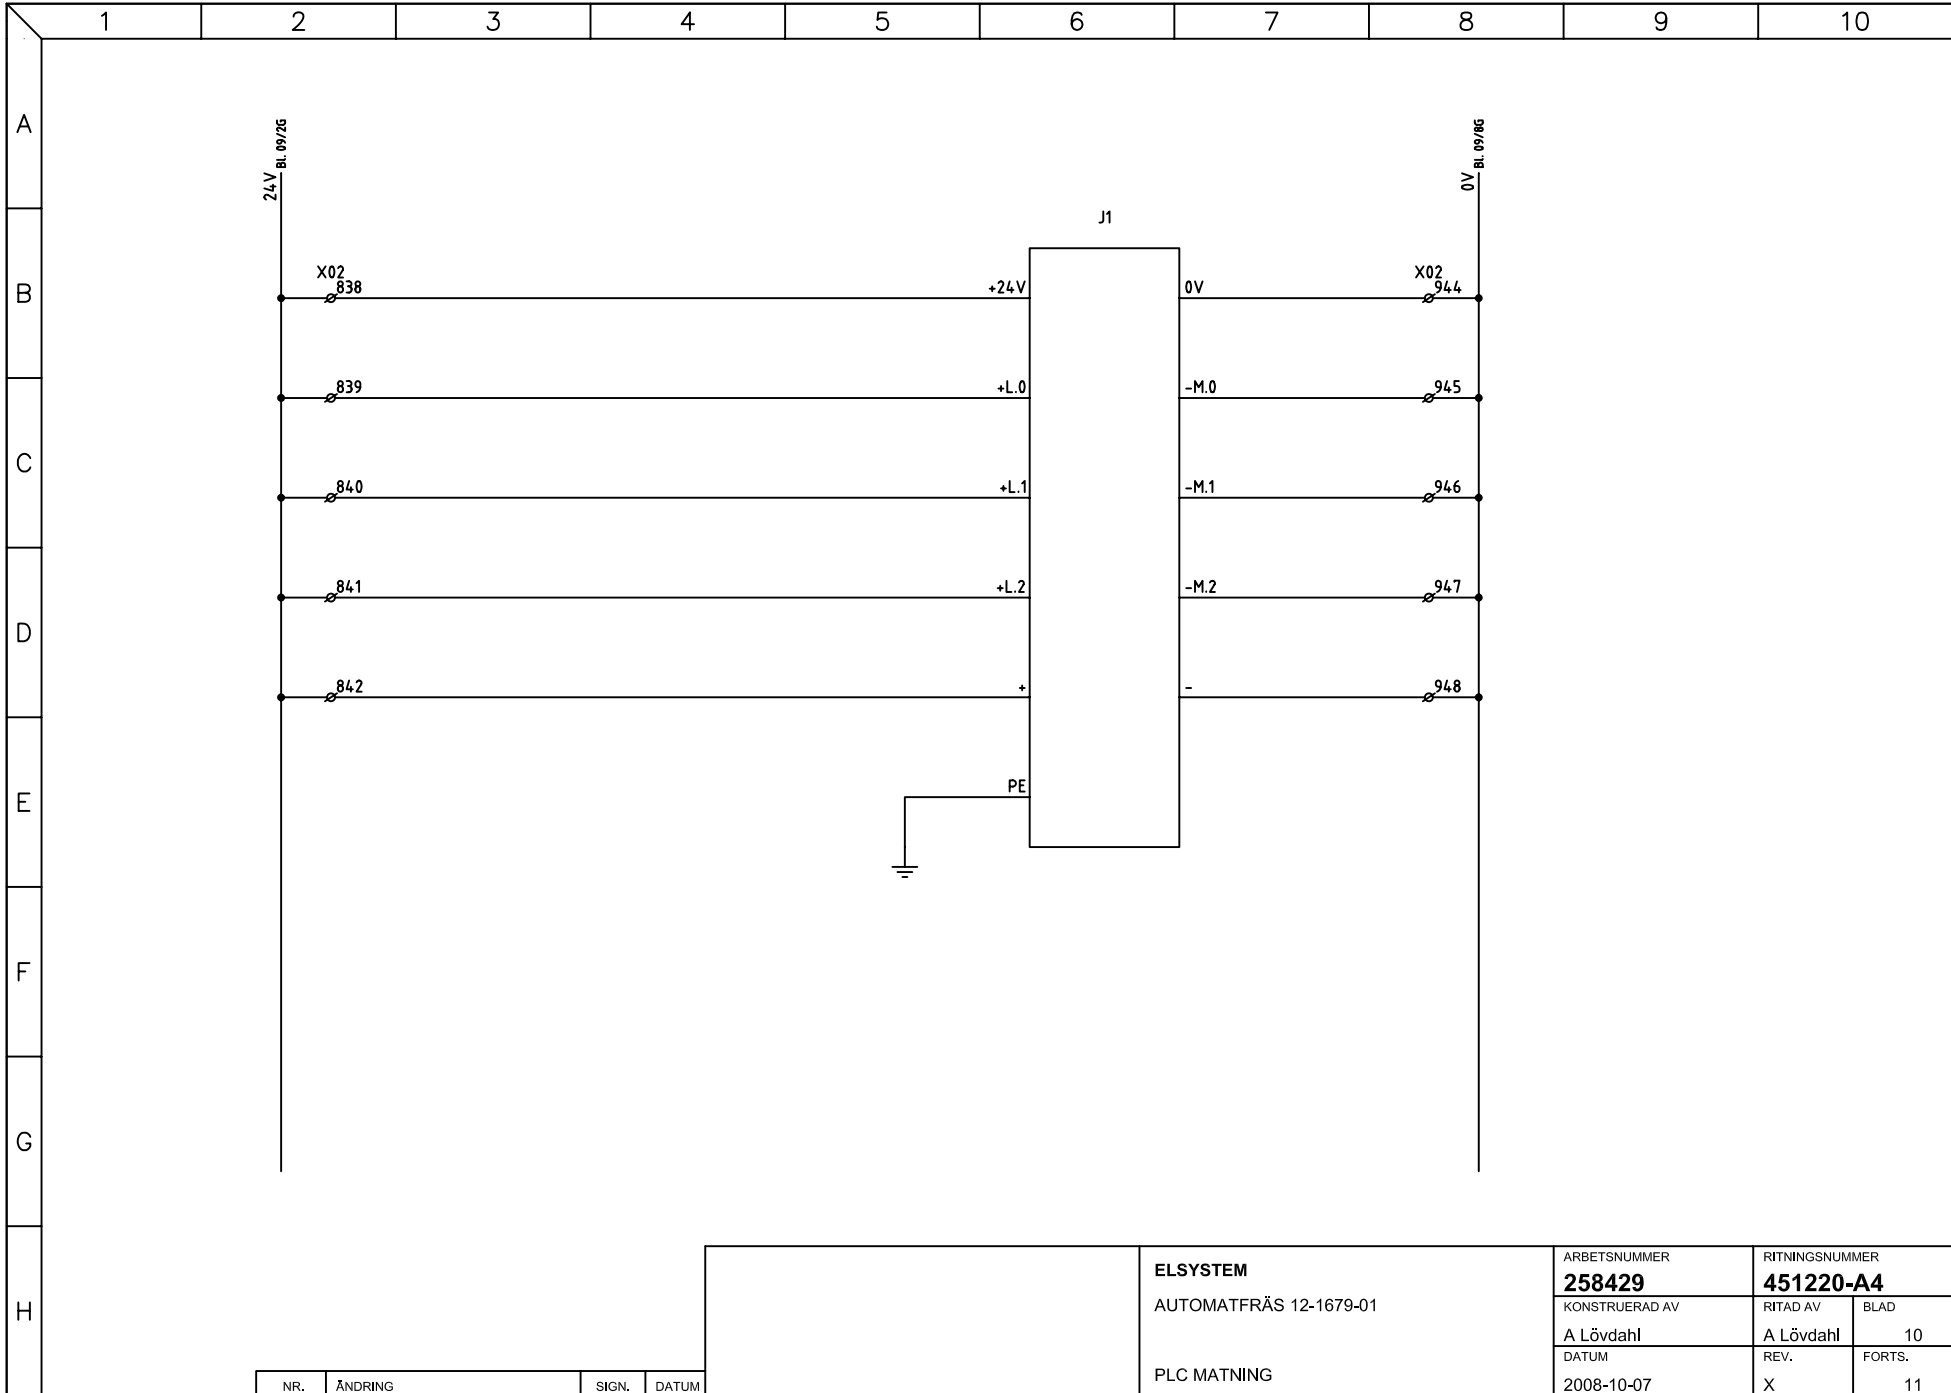 1 2 3 4 5 6 7 8 9 10
A
B
C
D
E
F
G
H
24V Bl. 09/2G
0V Bl. 09/8G
J1
X02 X02
838 +24V 0V 944
839 +L.0 -M.0 945
840 +L.1 -M.1 946
841 +L.2 -M.2 947
842 + - 948
PE
ELSYSTEM
AUTOMATFRÄS 12-1679-01
PLC MATNING
ARBETSNUMMER
258429
RITNINGSNUMMER
451220-A4
KONSTRUERAD AV
A Lövdahl
RITAD AV
A Lövdahl
BLAD
10
DATUM
2008-10-07
REV.
X
FORTS.
11
NR. ÄNDRING SIGN. DATUM